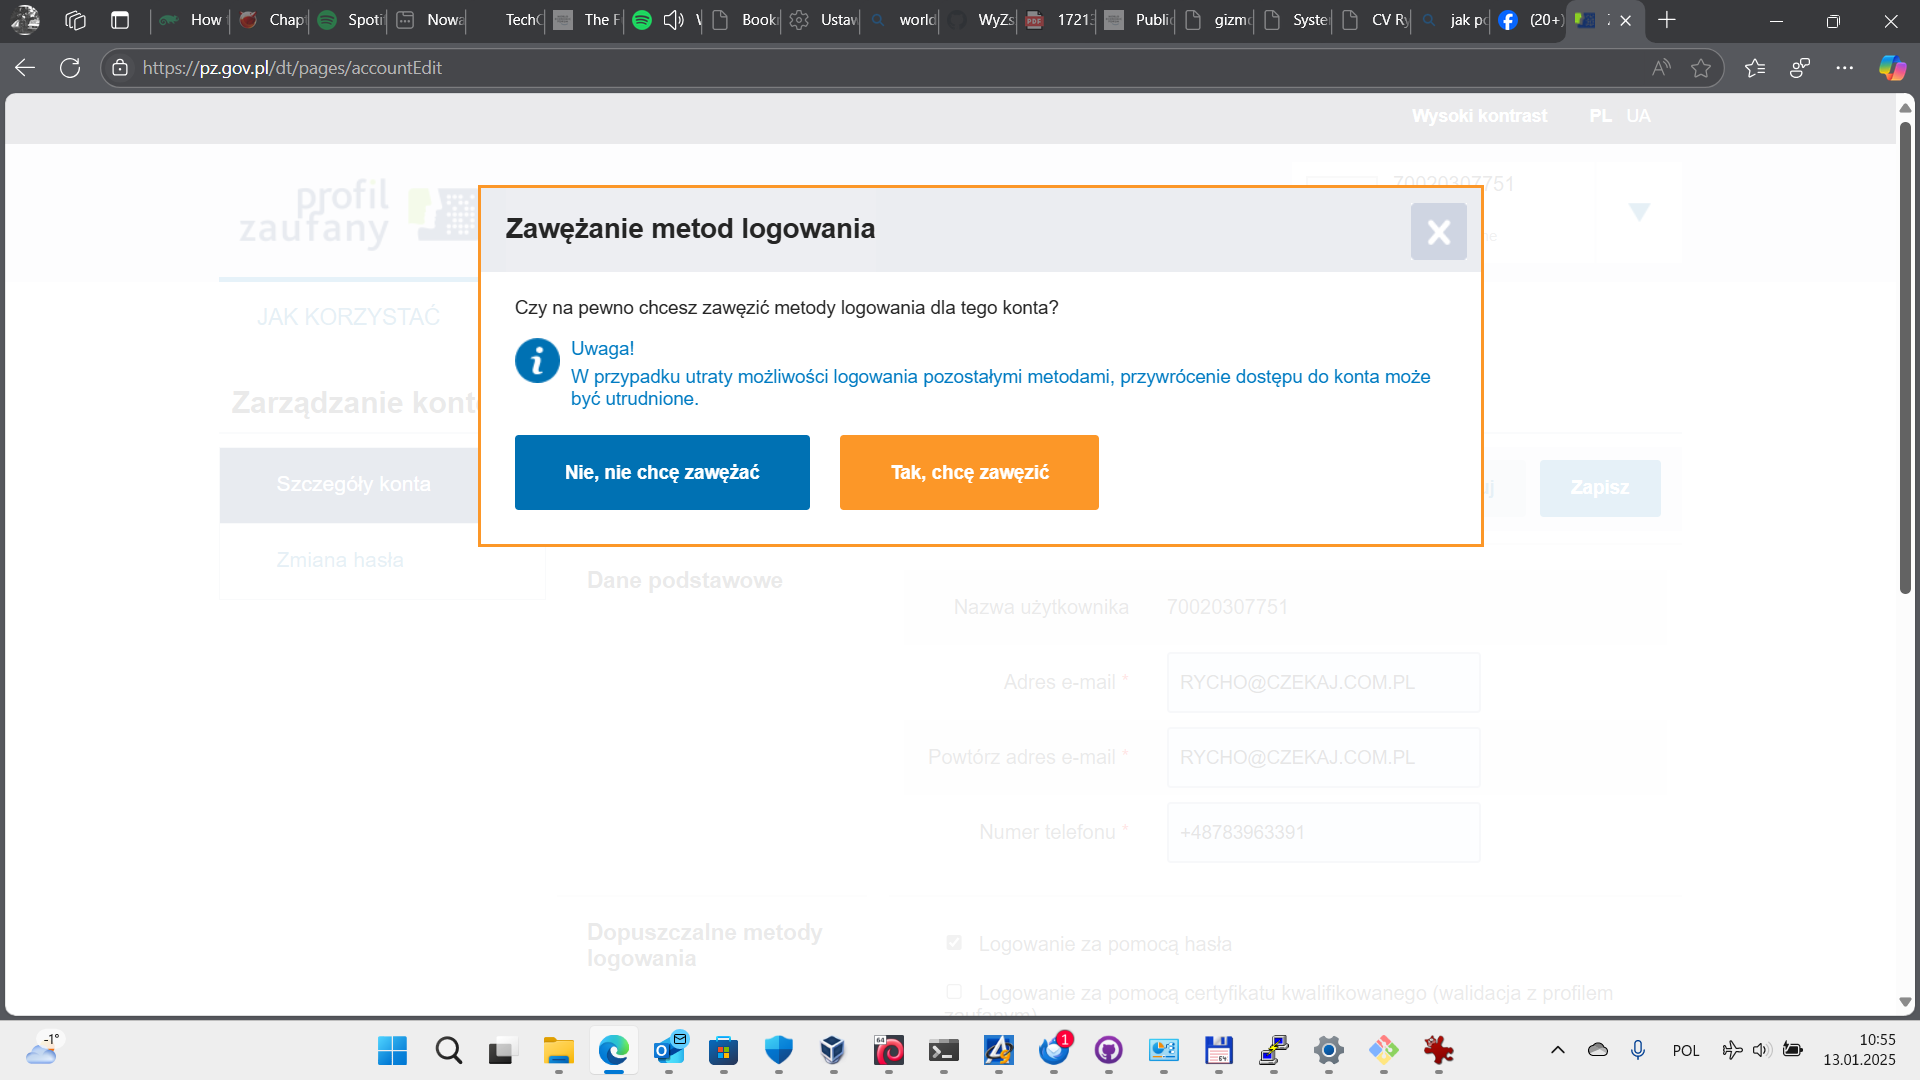 How
Chap
Spoti
Nowa
TechC
The F
Book
Ustaw
world
WyZs
1721
Public
gizmo
Syste
CV Ry
jak po
(20+)
https://pz.gov.pl/dt/pages/accountEdit
Wysoki kontrast PL UA
profil
zaufany
70020307751
JAK KORZYSTAĆ
Zawężanie metod logowania
Czy na pewno chcesz zawęzić metody logowania dla tego konta?
Uwaga!
W przypadku utraty możliwości logowania pozostałymi metodami, przywrócenie dostępu do konta może
być utrudnione.
Nie, nie chcę zawężać
Tak, chcę zawęzić
Zarządzanie kont
Szczegóły konta
Zmiana hasła
Zapisz
Dane podstawowe
Nazwa użytkownika 70020307751
Adres e-mail * RYCHO@CZEKAJ.COM.PL
Powtórz adres e-mail * RYCHO@CZEKAJ.COM.PL
Numer telefonu * +48783963391
Dopuszczalne metody
logowania
Logowanie za pomocą hasła
Logowanie za pomocą certyfikatu kwalifikowanego (walidacja z profilem
zaufanym)
-1°
1
POL
10:55
13.01.2025